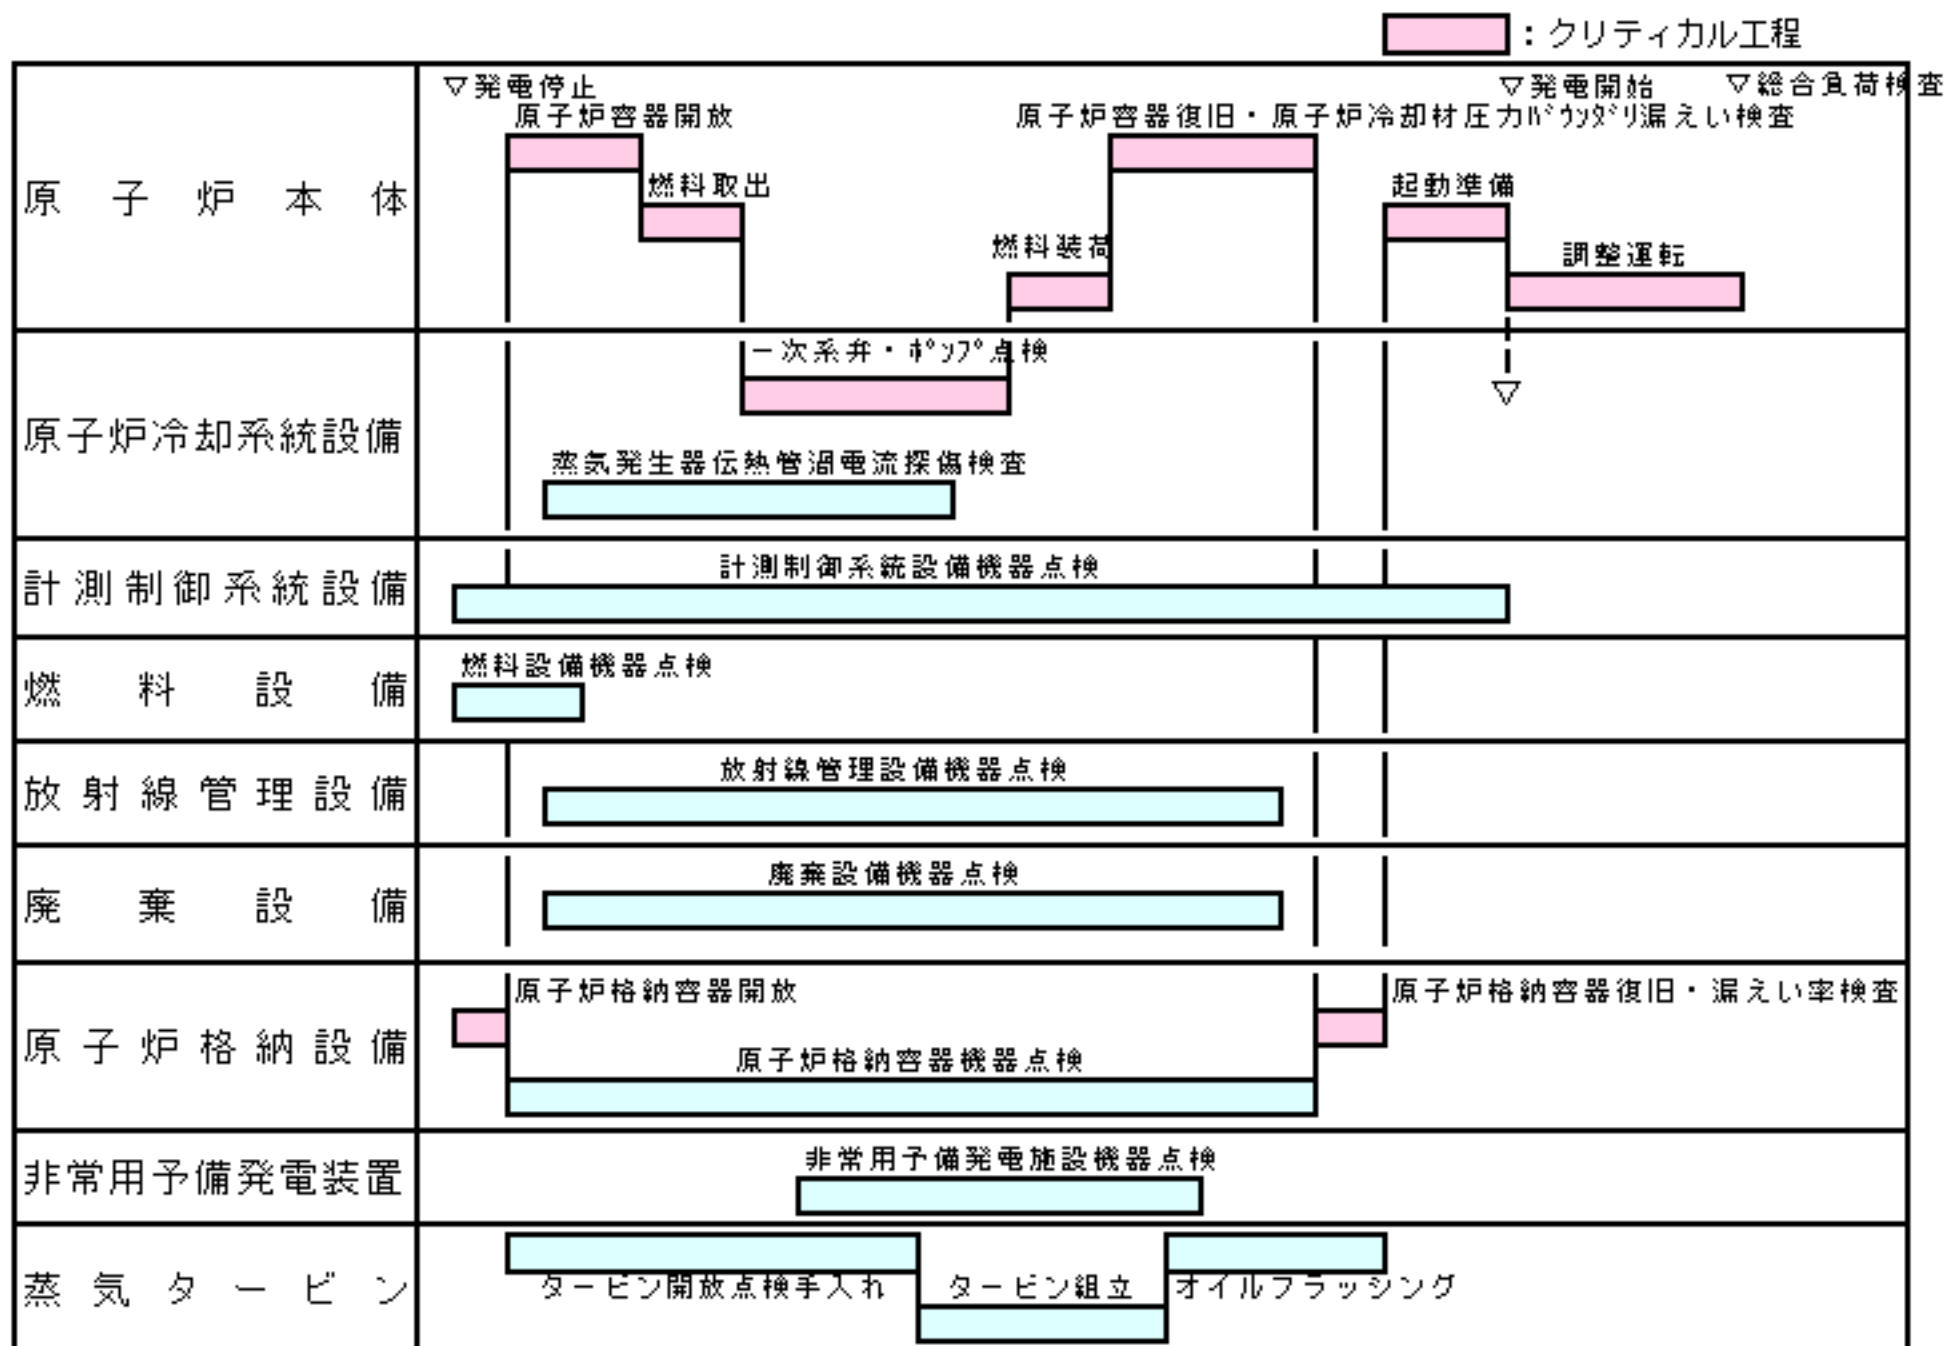 ：クリティカル工程
▽発電停止
▽発電開始
▽総合負荷検査
原子炉容器開放
原子炉容器復旧・原子炉冷却材圧力ﾊﾞｳﾝﾀﾞﾘ漏えい検査
原子炉本体
燃料取出
起動準備
燃料装荷
調整運転
一次系弁・ﾎﾟﾝﾌﾟ点検
▽
原子炉冷却系統設備
蒸気発生器伝熱管渦電流探傷検査
計測制御系統設備
計測制御系統設備機器点検
燃料設備
燃料設備機器点検
放射線管理設備
放射線管理設備機器点検
廃棄設備
廃棄設備機器点検
原子炉格納設備
原子炉格納容器開放
原子炉格納容器復旧・漏えい率検査
原子炉格納容器機器点検
非常用予備発電装置
非常用予備発電施設機器点検
蒸気タービン
タービン開放点検手入れ
タービン組立
オイルフラッシング